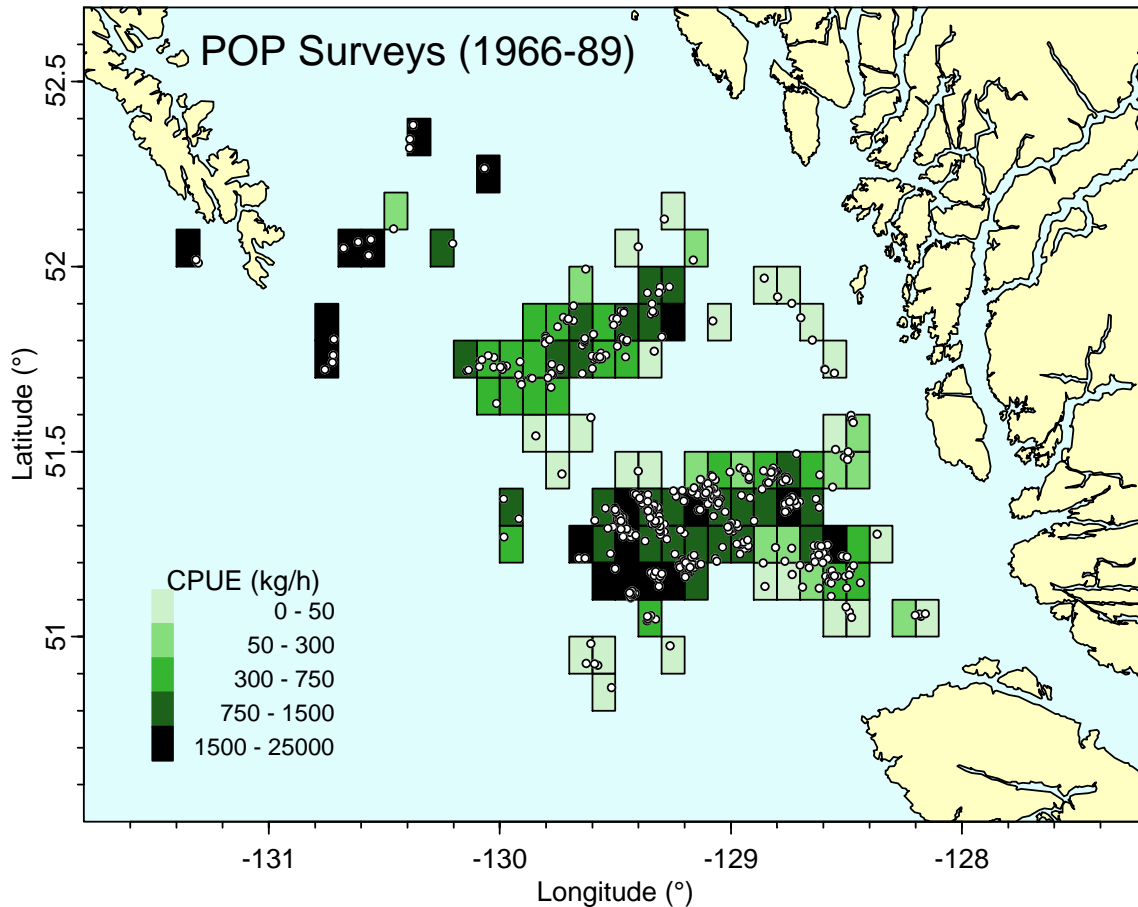 POP Surveys (1966-89)
52.5
52
51.5
51
Latitude (°)
CPUE (kg/h)
0 - 50
50 - 300
300 - 750
750 - 1500
1500 - 25000
-131
-130
-129
-128
Longitude (°)